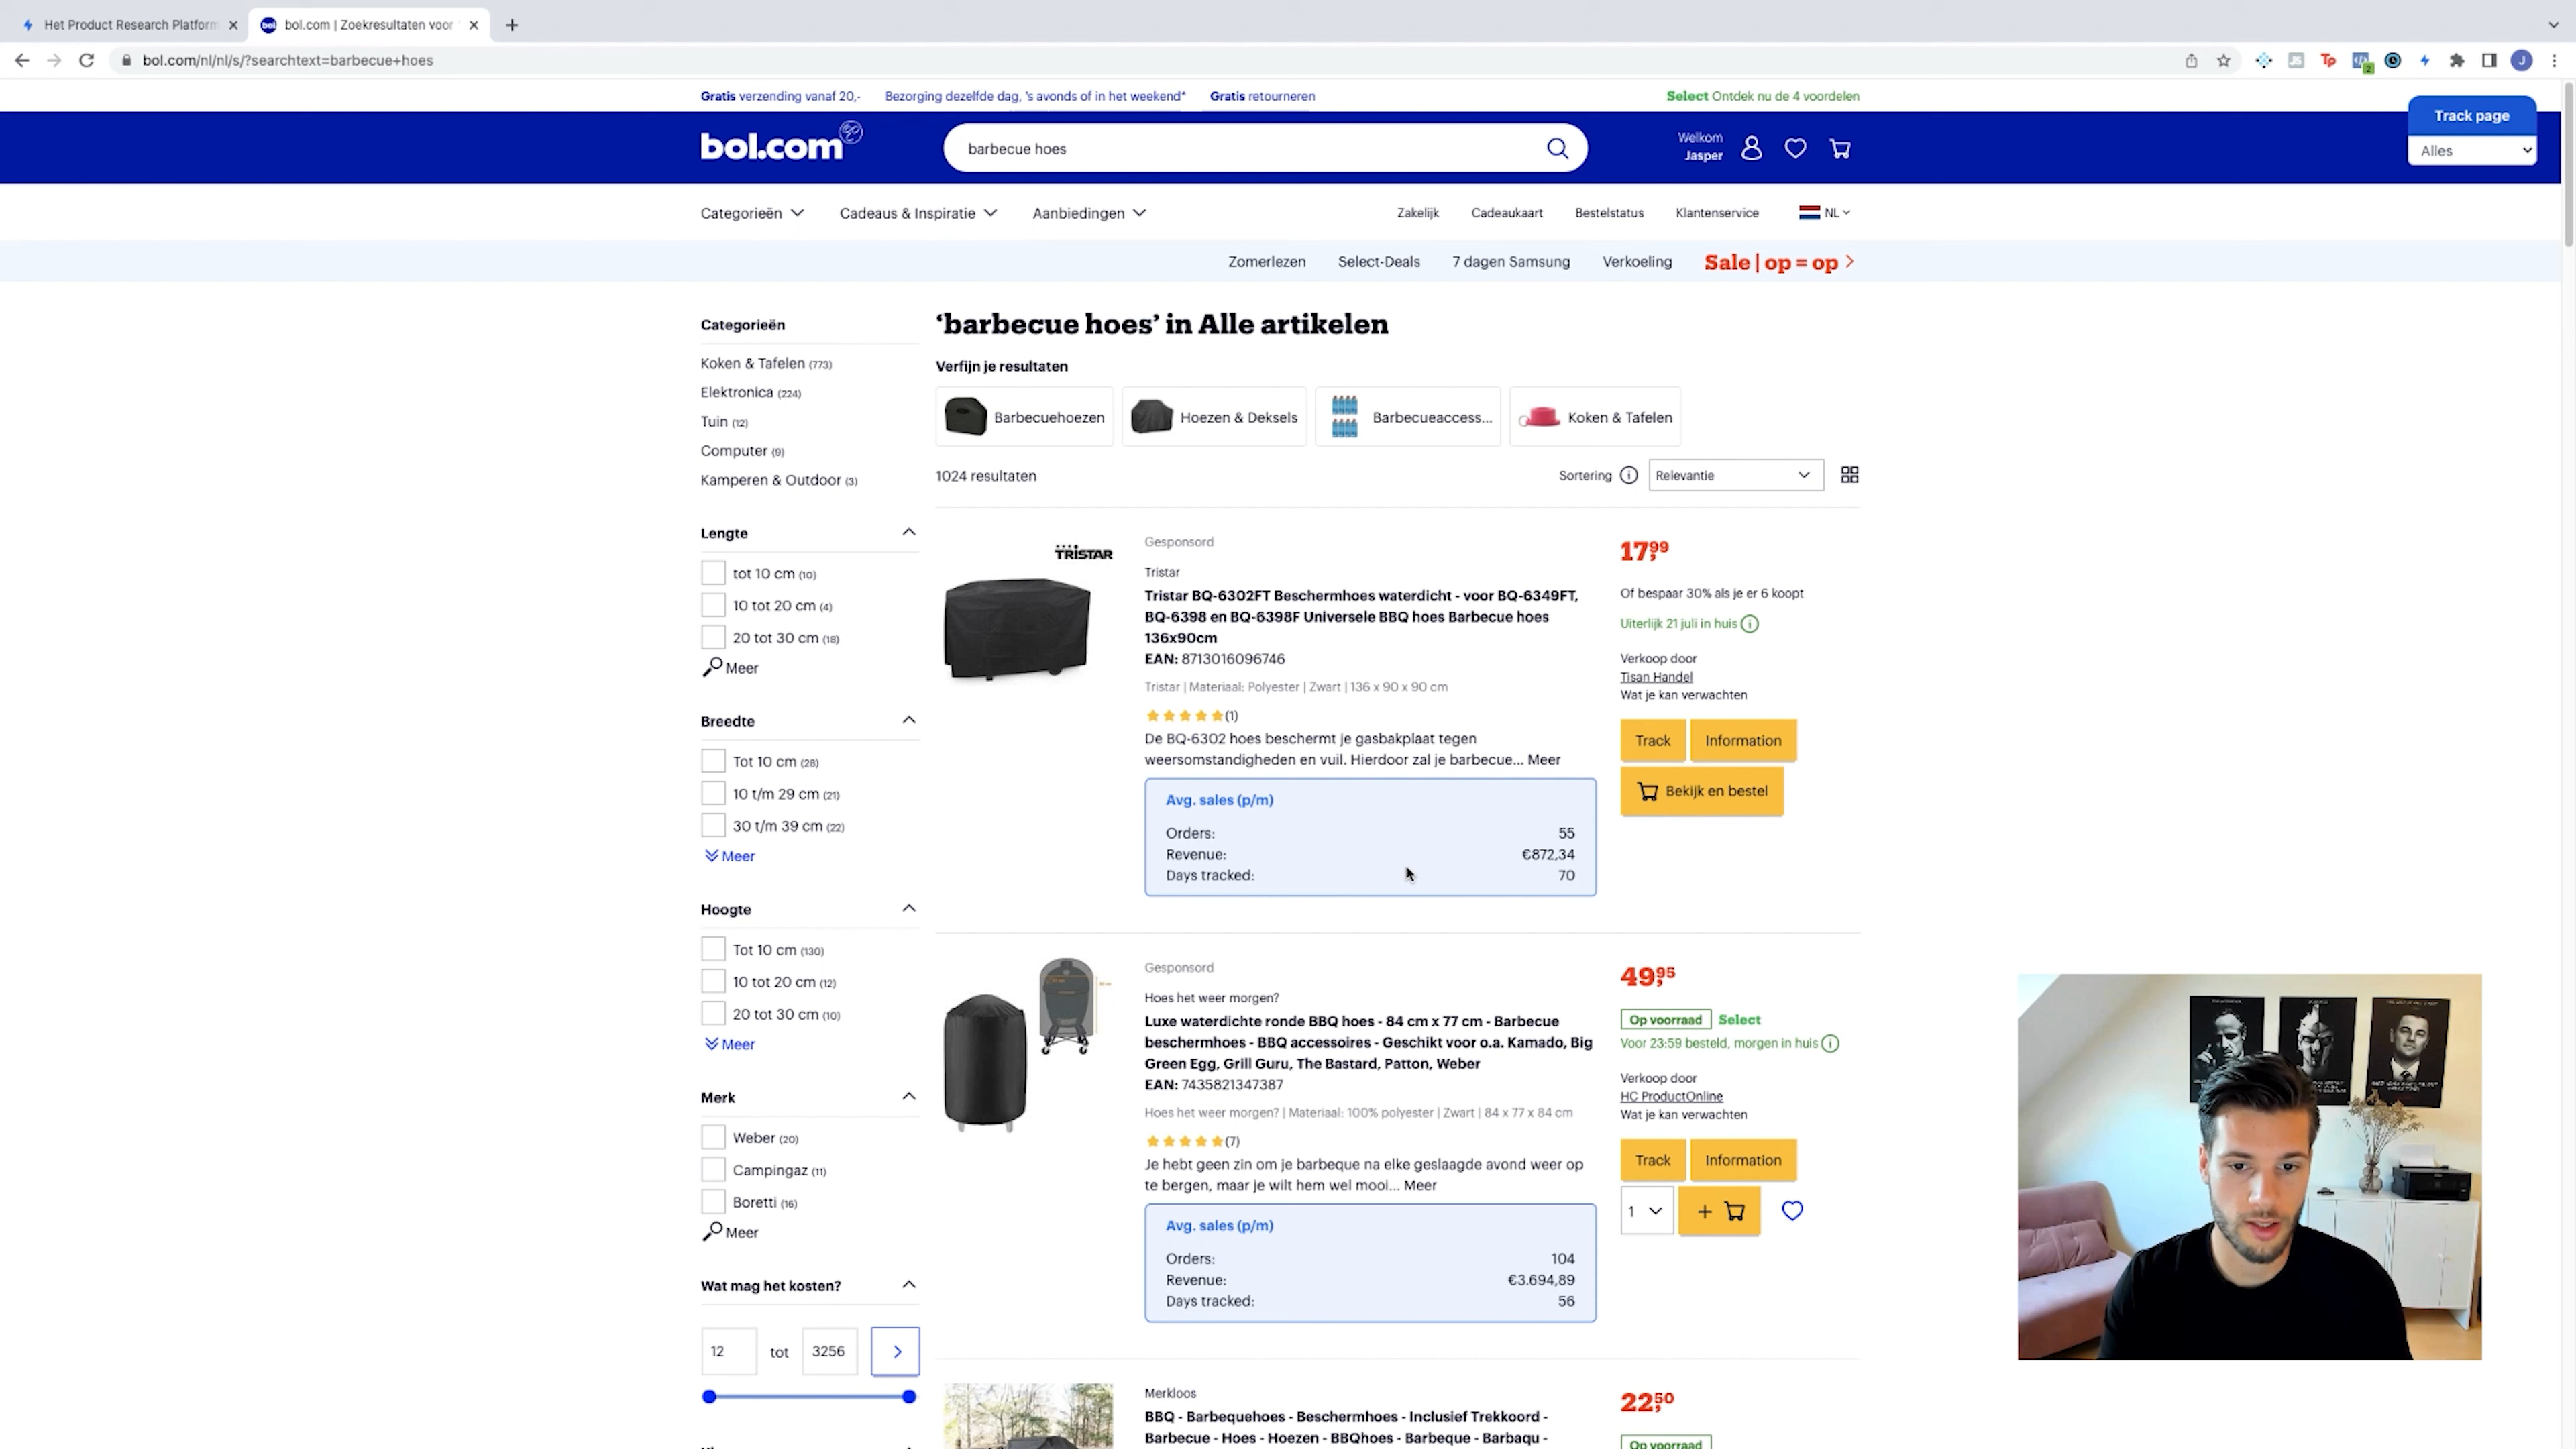 Het Product Research Platform
bol.com | Zoekresultaten voor '
bol.com/nl/nl/s/?searchtext=barbecue+hoes
Gratis verzending vanaf 20,- Bezorging dezelfde dag, 's avonds of in het weekend* Gratis retourneren Select Ontdek nu de 4 voordelen
Track page
Alles
bol.com
barbecue hoes
Welkom
Jasper
Categorieën Cadeaus & Inspiratie Aanbiedingen Zakelijk Cadeaukaart Bestelstatus Klantenservice NL
Zomerlezen Select-Deals 7 dagen Samsung Verkoeling Sale | op = op
Categorieën
Koken & Tafelen (773)
Elektronica (224)
Tuin (12)
Computer (9)
Kamperen & Outdoor (3)
Lengte
tot 10 cm (10)
10 tot 20 cm (4)
20 tot 30 cm (18)
Meer
Breedte
Tot 10 cm (28)
10 t/m 29 cm (21)
30 t/m 39 cm (22)
Meer
Hoogte
Tot 10 cm (130)
10 tot 20 cm (12)
20 tot 30 cm (10)
Meer
Merk
Weber (20)
Campingaz (11)
Boretti (16)
Meer
Wat mag het kosten?
12 tot 3256
'barbecue hoes' in Alle artikelen
Verfijn je resultaten
Barbecuehoezen Hoezen & Deksels Barbecueaccess... Koken & Tafelen
1024 resultaten
Sortering Relevantie
TRISTAR
Gesponsord
Tristar
Tristar BQ-6302FT Beschermhoes waterdicht - voor BQ-6349FT,
BQ-6398 en BQ-6398F Universele BBQ hoes Barbecue hoes
136x90cm
EAN: 8713016096746
Tristar | Materiaal: Polyester | Zwart | 136 x 90 x 90 cm
(1)
De BQ-6302 hoes beschermt je gasbakplaat tegen
weersomstandigheden en vuil. Hierdoor zal je barbecue... Meer
Avg. sales (p/m)
Orders: 55
Revenue: €872,34
Days tracked: 70
17,99
Of bespaar 30% als je er 6 koopt
Uiterlijk 21 juli in huis
Verkoop door
Tisan Handel
Wat je kan verwachten
Track Information
Bekijk en bestel
Gesponsord
Hoes het weer morgen?
Luxe waterdichte ronde BBQ hoes - 84 cm x 77 cm - Barbecue
beschermhoes - BBQ accessoires - Geschikt voor o.a. Kamado, Big
Green Egg, Grill Guru, The Bastard, Patton, Weber
EAN: 7435821347387
Hoes het weer morgen? | Materiaal: 100% polyester | Zwart | 84 x 77 x 84 cm
(7)
Je hebt geen zin om je barbeque na elke geslaagde avond weer op
te bergen, maar je wilt hem wel mooi... Meer
Avg. sales (p/m)
Orders: 104
Revenue: €3.694,89
Days tracked: 56
49,95
Op voorraad Select
Voor 23:59 besteld, morgen in huis
Verkoop door
HC ProductOnline
Wat je kan verwachten
Track Information
1 +
Merkloos
BBQ - Barbequehoes - Beschermhoes - Inclusief Trekkoord -
Barbecue - Hoes - Hoezen - BBQhoes - Barbeque - Barbaqu -
22,50
Op voorraad